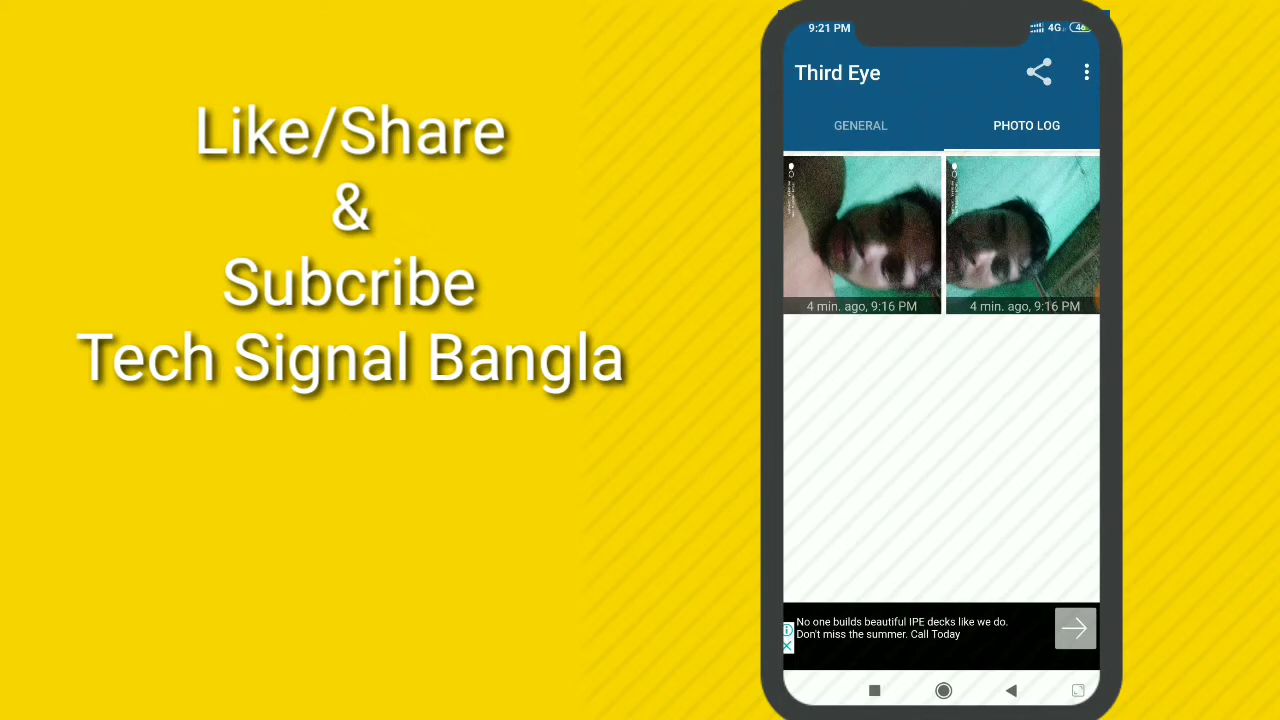 Like/Share
&
Subcribe
Tech Signal Bangla
9:21 PM
4G
46
Third Eye
GENERAL
PHOTO LOG
4 min. ago, 9:16 PM
4 min. ago, 9:16 PM
No one builds beautiful IPE decks like we do.
Don't miss the summer. Call Today